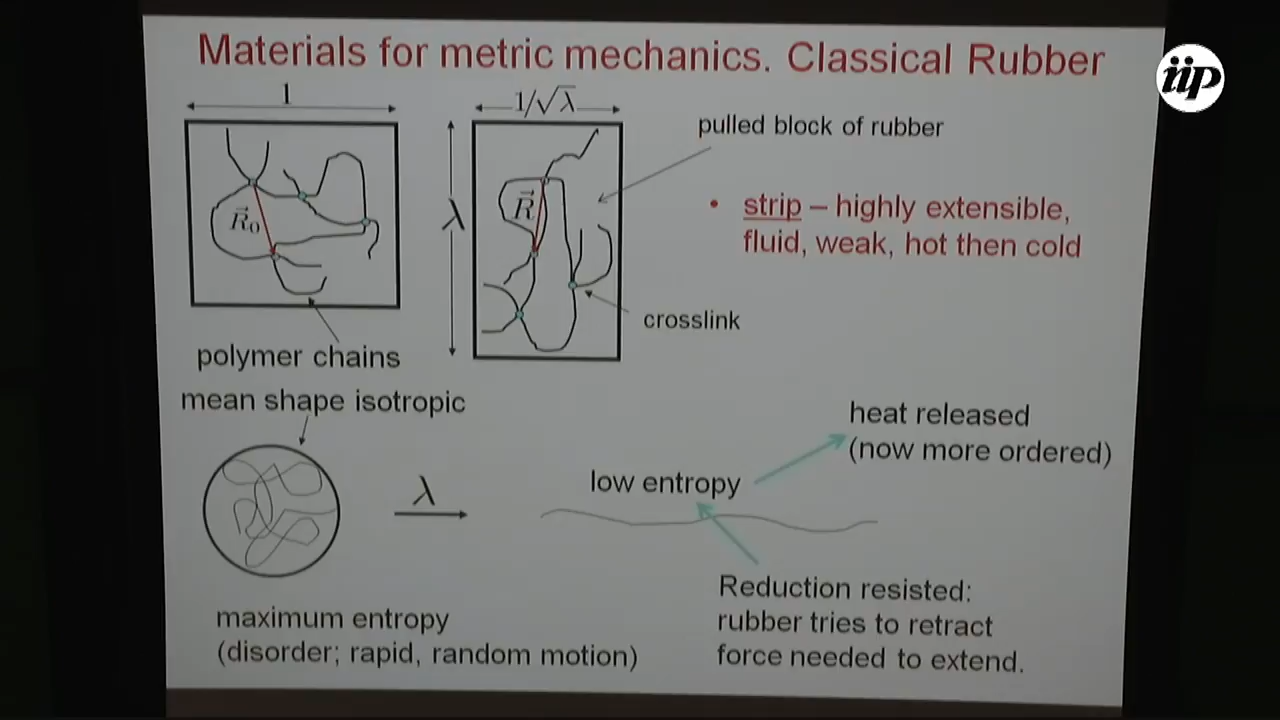 Materials for metric mechanics. Classical Rubber
iip
1
1/√λ
pulled block of rubber
R⃗₀
λ
R⃗
• strip – highly extensible,
fluid, weak, hot then cold
crosslink
polymer chains
mean shape isotropic
heat released
(now more ordered)
low entropy
λ
Reduction resisted:
rubber tries to retract
force needed to extend.
maximum entropy
(disorder; rapid, random motion)